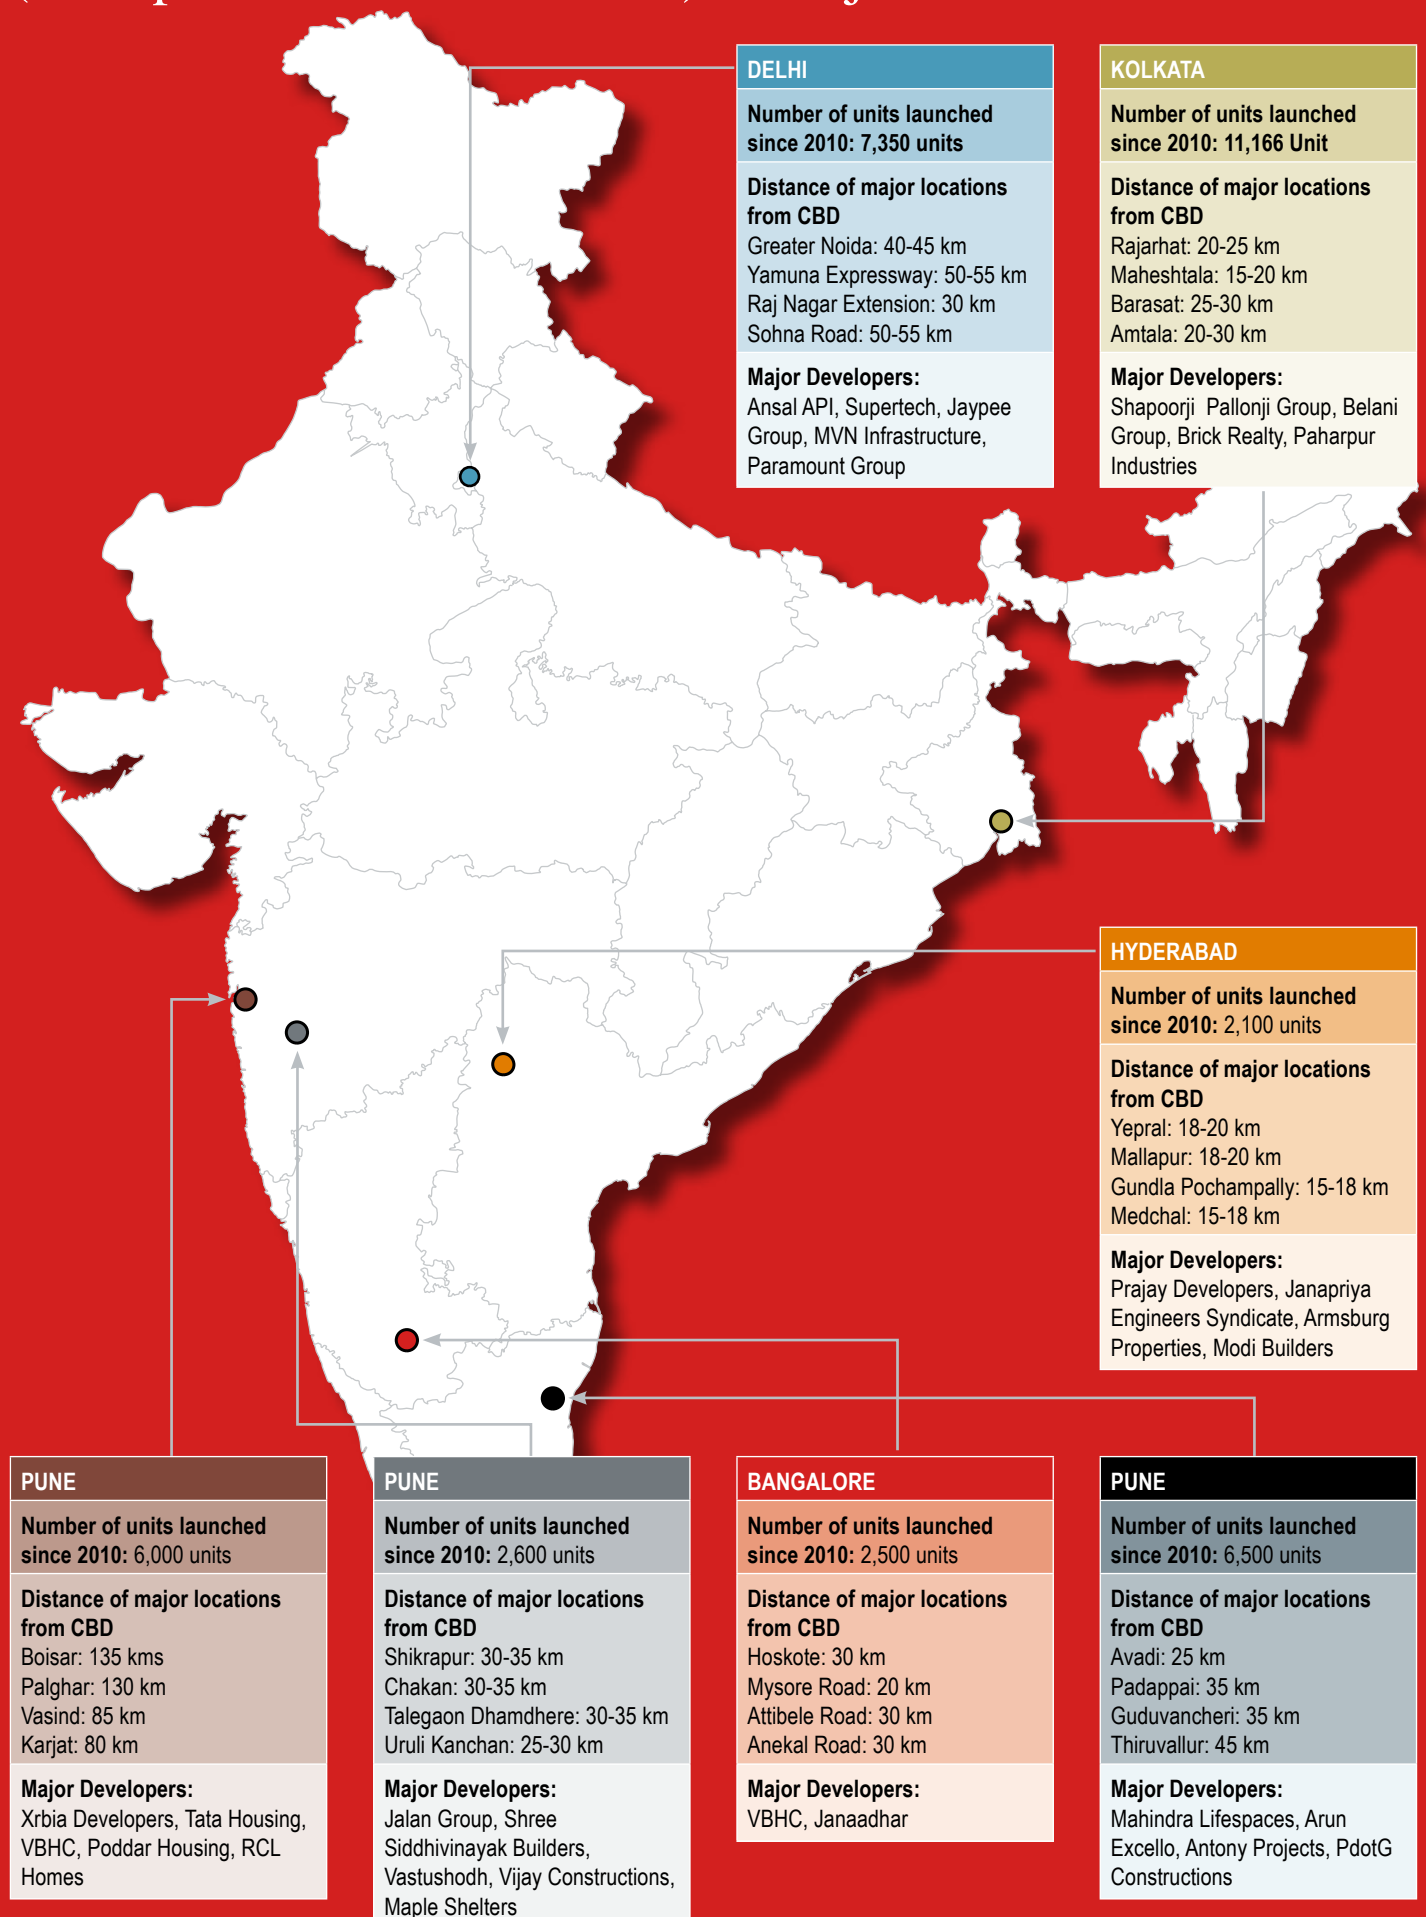 DELHI
Number of units launched
since 2010: 7,350 units
Distance of major locations
from CBD
Greater Noida: 40-45 km
Yamuna Expressway: 50-55 km
Raj Nagar Extension: 30 km
Sohna Road: 50-55 km
Major Developers:
Ansal API, Supertech, Jaypee
Group, MVN Infrastructure,
Paramount Group
KOLKATA
Number of units launched
since 2010: 11,166 Unit
Distance of major locations
from CBD
Rajarhat: 20-25 km
Maheshtala: 15-20 km
Barasat: 25-30 km
Amtala: 20-30 km
Major Developers:
Shapoorji Pallonji Group, Belani
Group, Brick Realty, Paharpur
Industries
HYDERABAD
Number of units launched
since 2010: 2,100 units
Distance of major locations
from CBD
Yepral: 18-20 km
Mallapur: 18-20 km
Gundla Pochampally: 15-18 km
Medchal: 15-18 km
Major Developers:
Prajay Developers, Janapriya
Engineers Syndicate, Armsburg
Properties, Modi Builders
PUNE
Number of units launched
since 2010: 6,000 units
Distance of major locations
from CBD
Boisar: 135 kms
Palghar: 130 km
Vasind: 85 km
Karjat: 80 km
Major Developers:
Xrbia Developers, Tata Housing,
VBHC, Poddar Housing, RCL
Homes
PUNE
Number of units launched
since 2010: 2,600 units
Distance of major locations
from CBD
Shikrapur: 30-35 km
Chakan: 30-35 km
Talegaon Dhamdhere: 30-35 km
Uruli Kanchan: 25-30 km
Major Developers:
Jalan Group, Shree
Siddhivinayak Builders,
Vastushodh, Vijay Constructions,
Maple Shelters
BANGALORE
Number of units launched
since 2010: 2,500 units
Distance of major locations
from CBD
Hoskote: 30 km
Mysore Road: 20 km
Attibele Road: 30 km
Anekal Road: 30 km
Major Developers:
VBHC, Janaadhar
PUNE
Number of units launched
since 2010: 6,500 units
Distance of major locations
from CBD
Avadi: 25 km
Padappai: 35 km
Guduvancheri: 35 km
Thiruvallur: 45 km
Major Developers:
Mahindra Lifespaces, Arun
Excello, Antony Projects, PdotG
Constructions